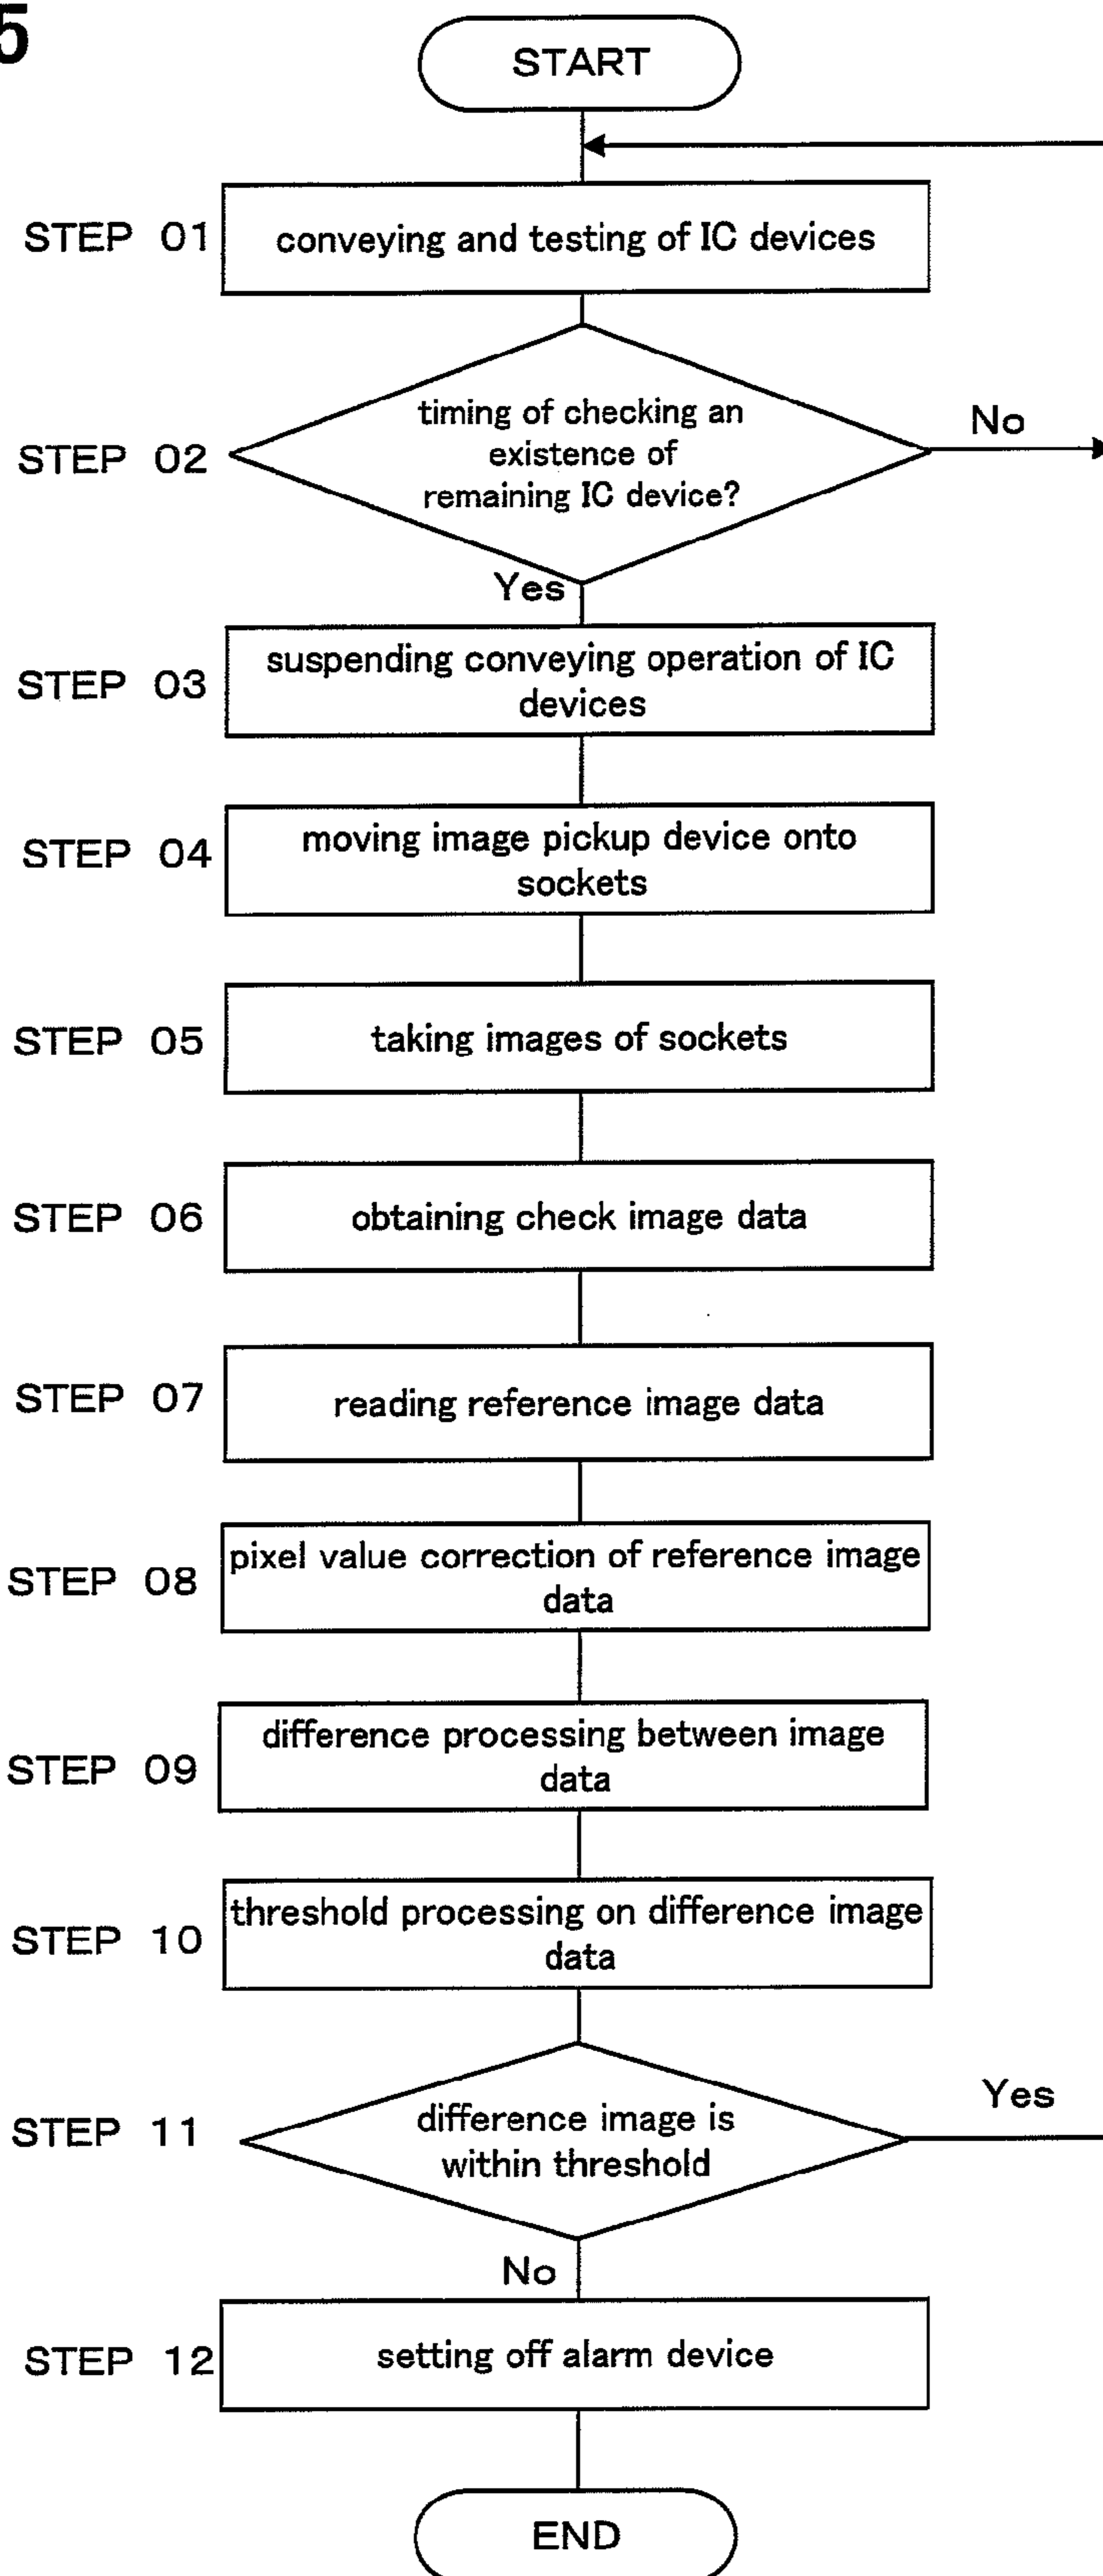 5
START
STEP 01
conveying and testing of IC devices
STEP 02
timing of checking an
existence of
remaining IC device?
No
Yes
STEP 03
suspending conveying operation of IC
devices
STEP 04
moving image pickup device onto
sockets
STEP 05
taking images of sockets
STEP 06
obtaining check image data
STEP 07
reading reference image data
STEP 08
pixel value correction of reference image
data
STEP 09
difference processing between image
data
STEP 10
threshold processing on difference image
data
STEP 11
difference image is
within threshold
Yes
No
STEP 12
setting off alarm device
END